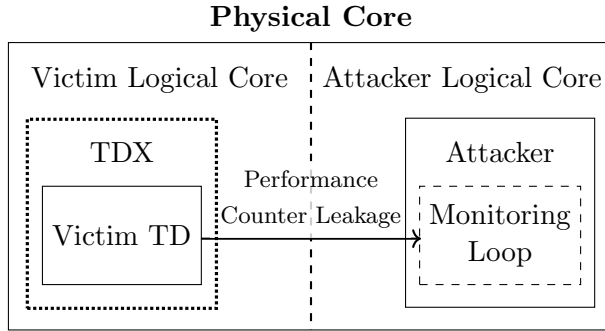 Physical Core
Victim Logical Core
Attacker Logical Core
TDX
Victim TD
Performance
Counter Leakage
Attacker
Monitoring
Loop